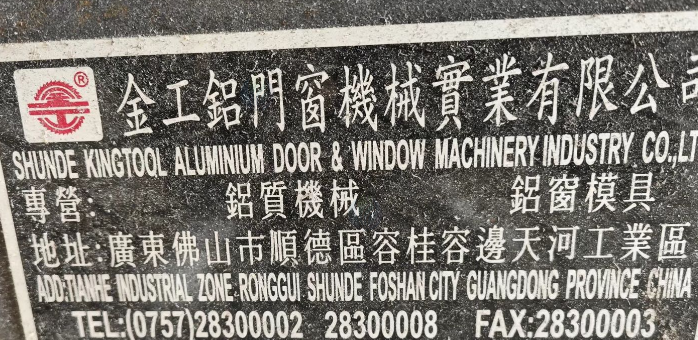 金工鋁門窗機械實業有限公司
SHUNDE KINGTOOL ALUMINIUM DOOR & WINDOW MACHINERY INDUSTRY CO.,LT
專營: 鋁質機械 鋁窗模具
地址:廣東佛山市順德區容桂容邊天河工業區
ADD:TIANHE INDUSTRIAL ZONE RONGGUI SHUNDE FOSHAN CITY GUANGDONG PROVINCE CHINA
TEL:(0757)28300002 28300008 FAX:28300003